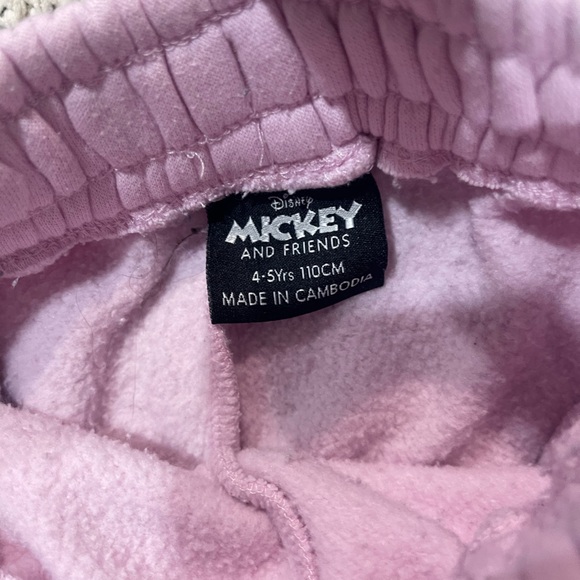 Disney
MICKEY
AND FRIENDS
4-5Yrs 110CM
MADE IN CAMBODIA